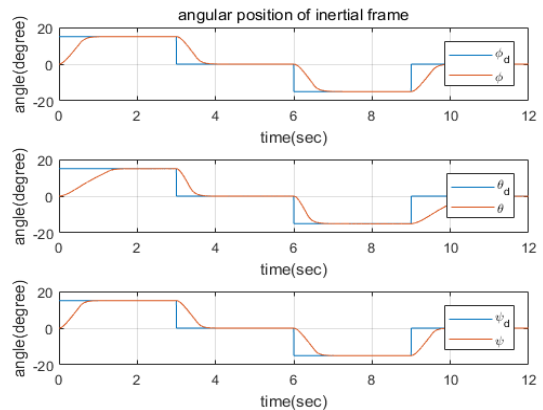 angular position of inertial frame
20
0
-20
angle(degree)
ϕd
ϕ
0 2 4 6 8 10 12
time(sec)
20
0
-20
angle(degree)
θd
θ
0 2 4 6 8 10 12
time(sec)
20
0
-20
angle(degree)
ψd
ψ
0 2 4 6 8 10 12
time(sec)